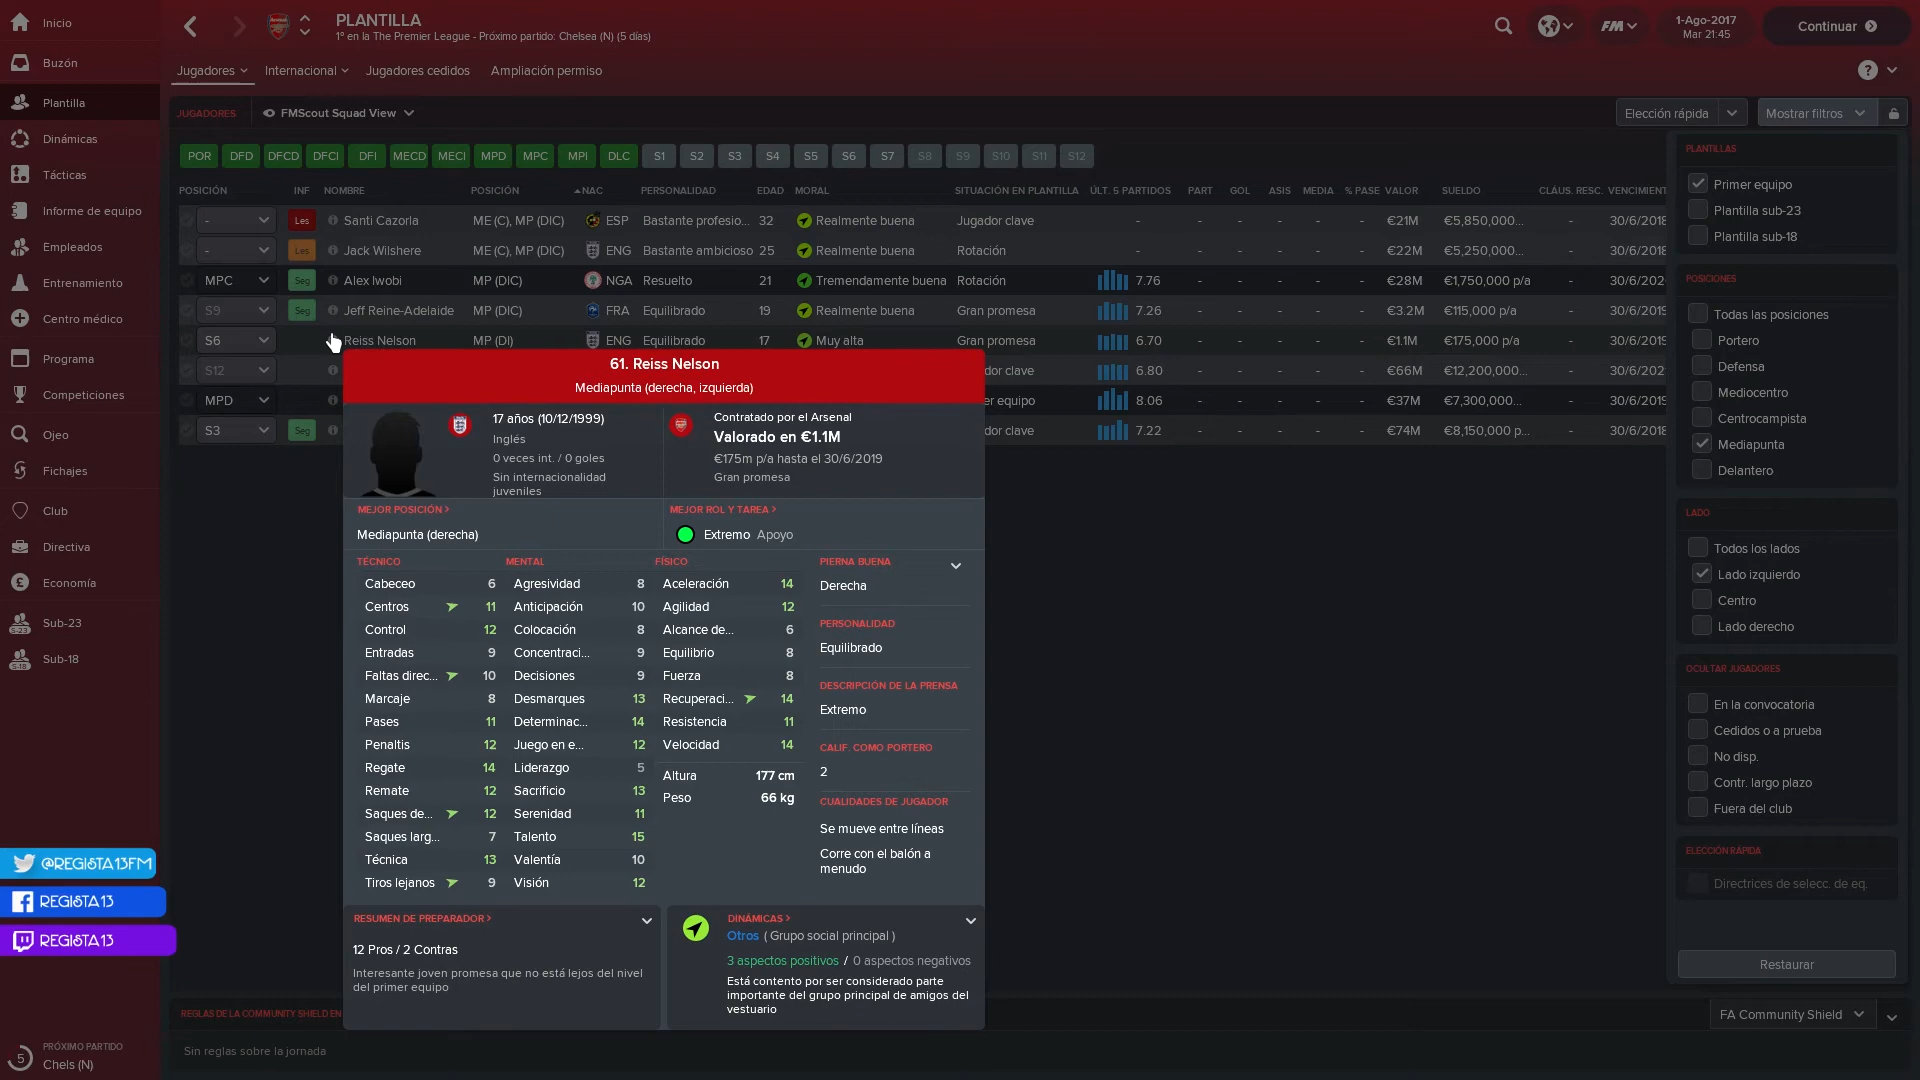 Inicio
Buzón
Plantilla
Dinámicas
Tácticas
Informe de equipo
Empleados
Entrenamiento
Centro médico
Programa
Competiciones
Ojeo
Fichajes
Club
Directiva
Economía
S-23 Sub-23
S-18 Sub-18
@REGISTA13FM
REGISTA13
REGISTA13
5 PRÓXIMO PARTIDO
Chels (N)
PLANTILLA
1º en la The Premier League - Próximo partido: Chelsea (N) (5 días)
FM
1-Ago-2017
Mar 21:45
Continuar
Jugadores Internacional Jugadores cedidos Ampliación permiso
?
JUGADORES FMScout Squad View Elección rápida Mostrar filtros
POR DFD DFCD DFCI DFI MECD MECI MPD MPC MPI DLC S1 S2 S3 S4 S5 S6 S7 S8 S9 S10 S11 S12
POSICIÓN INF NOMBRE POSICIÓN NAC PERSONALIDAD EDAD MORAL SITUACIÓN EN PLANTILLA ÚLT. 5 PARTIDOS PART GOL ASIS MEDIA % PASE VALOR SUELDO CLÁUS. RESC. VENCIMIENT
- Les Santi Cazorla ME (C), MP (DIC) ESP Bastante profesio... 32 Realmente buena Jugador clave - - - - - - €21M €5,850,000... - 30/6/2018
- Les Jack Wilshere ME (C), MP (DIC) ENG Bastante ambicioso 25 Realmente buena Rotación - - - - - - €22M €5,250,000... - 30/6/2018
MPC Seg Alex Iwobi MP (DIC) NGA Resuelto 21 Tremendamente buena Rotación 7.76 - - - - - €28M €1,750,000 p/a - 30/6/202
S9 Seg Jeff Reine-Adelaide MP (DIC) FRA Equilibrado 19 Realmente buena Gran promesa 7.26 - - - - - €3.2M €115,000 p/a - 30/6/2019
S6 Reiss Nelson MP (DI) ENG Equilibrado 17 Muy alta Gran promesa 6.70 - - - - - €1.1M €175,000 p/a - 30/6/2019
S12 dor clave 6.80 - - - - - €66M €12,200,000... - 30/6/202
MPD er equipo 8.06 - - - - - €37M €7,300,000... - 30/6/2019
S3 Seg dor clave 7.22 - - - - - €74M €8,150,000 p... - 30/6/2018
61. Reiss Nelson
Mediapunta (derecha, izquierda)
17 años (10/12/1999)
Inglés
0 veces int. / 0 goles
Sin internacionalidad
juveniles
Contratado por el Arsenal
Valorado en €1.1M
€175m p/a hasta el 30/6/2019
Gran promesa
MEJOR POSICIÓN >
Mediapunta (derecha)
MEJOR ROL Y TAREA >
Extremo Apoyo
TÉCNICO
Cabeceo 6
Centros 11
Control 12
Entradas 9
Faltas direc... 10
Marcaje 8
Pases 11
Penaltis 12
Regate 14
Remate 12
Saques de... 12
Saques larg... 7
Técnica 13
Tiros lejanos 9
MENTAL
Agresividad 8
Anticipación 10
Colocación 8
Concentraci... 9
Decisiones 9
Desmarques 13
Determinac... 14
Juego en e... 12
Liderazgo 5
Sacrificio 13
Serenidad 11
Talento 15
Valentía 10
Visión 12
FÍSICO
Aceleración 14
Agilidad 12
Alcance de... 6
Equilibrio 8
Fuerza 8
Recuperaci... 14
Resistencia 11
Velocidad 14
Altura 177 cm
Peso 66 kg
PIERNA BUENA
Derecha
PERSONALIDAD
Equilibrado
DESCRIPCIÓN DE LA PRENSA
Extremo
CALIF. COMO PORTERO
2
CUALIDADES DE JUGADOR
Se mueve entre líneas
Corre con el balón a
menudo
RESUMEN DE PREPARADOR >
12 Pros / 2 Contras
Interesante joven promesa que no está lejos del nivel
del primer equipo
DINÁMICAS >
Otros ( Grupo social principal )
3 aspectos positivos / 0 aspectos negativos
Está contento por ser considerado parte
importante del grupo principal de amigos del
vestuario
PLANTILLAS
Primer equipo
Plantilla sub-23
Plantilla sub-18
POSICIONES
Todas las posiciones
Portero
Defensa
Mediocentro
Centrocampista
Mediapunta
Delantero
LADO
Todos los lados
Lado izquierdo
Centro
Lado derecho
OCULTAR JUGADORES
En la convocatoria
Cedidos o a prueba
No disp.
Contr. largo plazo
Fuera del club
ELECCIÓN RÁPIDA
Directrices de selecc. de eq.
Restaurar
REGLAS DE LA COMMUNITY SHIELD EN
FA Community Shield
Sin reglas sobre la jornada